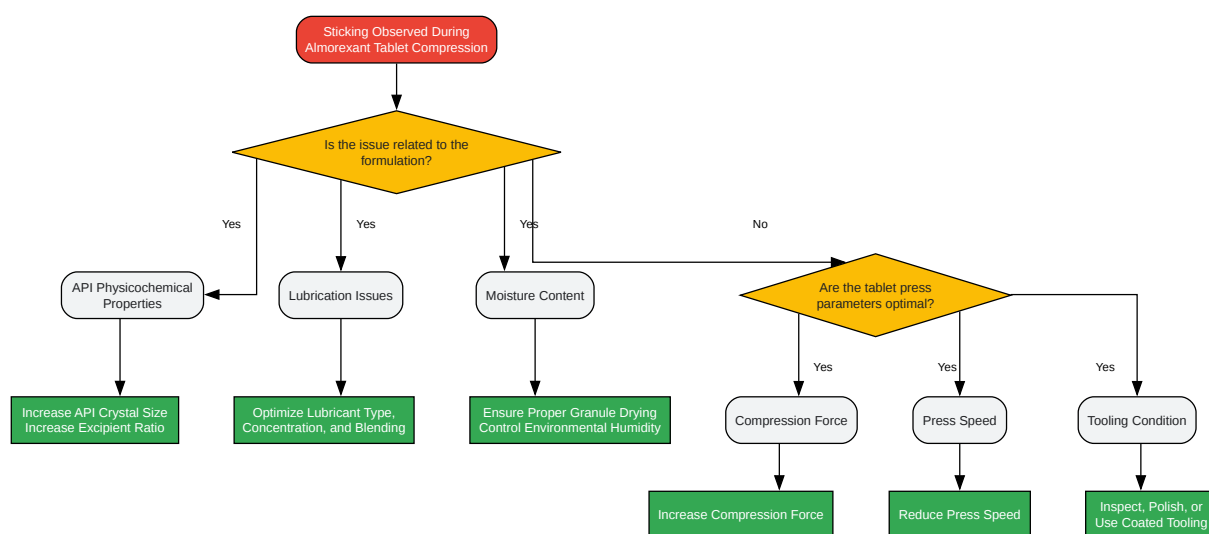 Sticking Observed During
Almorexant Tablet Compression
Is the issue related to the
formulation?
Yes
Yes
Yes
No
API Physicochemical
Properties
Lubrication Issues
Moisture Content
Are the tablet press
parameters optimal?
Yes
Yes
Yes
Increase API Crystal Size
Increase Excipient Ratio
Optimize Lubricant Type,
Concentration, and Blending
Ensure Proper Granule Drying
Control Environmental Humidity
Compression Force
Press Speed
Tooling Condition
Increase Compression Force
Reduce Press Speed
Inspect, Polish, or
Use Coated Tooling